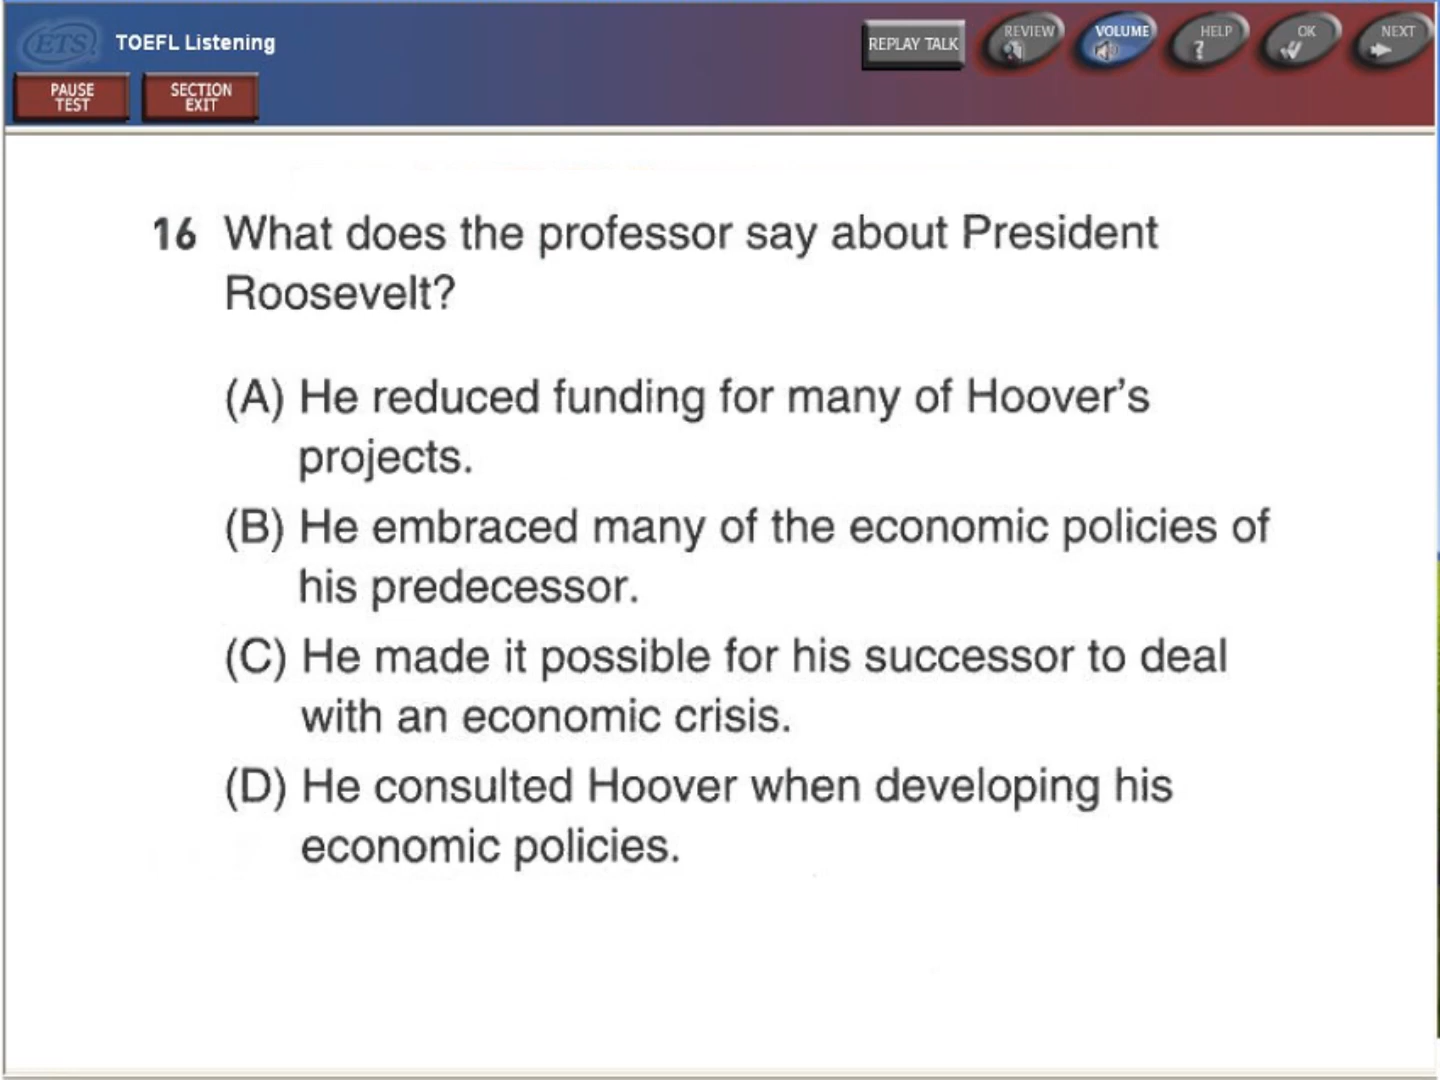 ETS TOEFL Listening
REPLAY TALK
REVIEW
VOLUME
HELP
?
OK
NEXT
PAUSE
TEST
SECTION
EXIT
16 What does the professor say about President
Roosevelt?
(A) He reduced funding for many of Hoover's
projects.
(B) He embraced many of the economic policies of
his predecessor.
(C) He made it possible for his successor to deal
with an economic crisis.
(D) He consulted Hoover when developing his
economic policies.